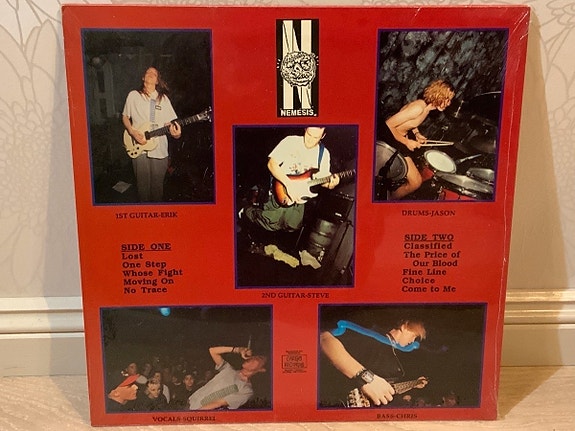 NEMESIS
1ST GUITAR-ERIK
DRUMS-JASON
SIDE ONE
Lost
One Step
Whose Fight
Moving On
No Trace
SIDE TWO
Classified
The Price of
Our Blood
Fine Line
Choice
Come to Me
2ND GUITAR-STEVE
VOCALS-SQUIRREL
BASS-CHRIS